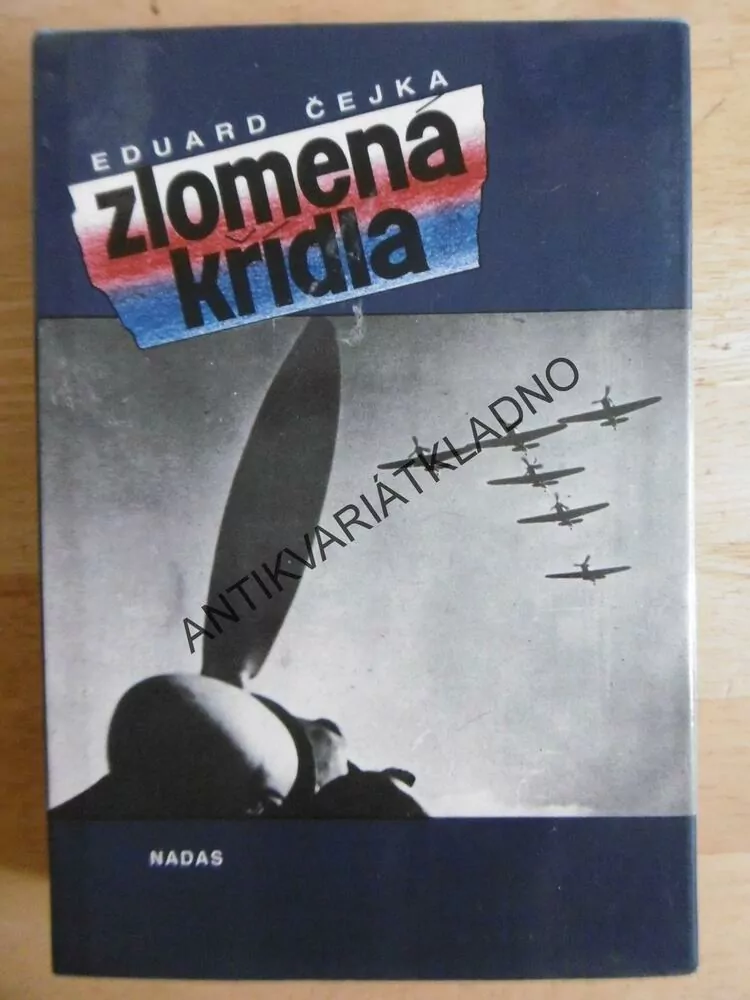 EDUARD ČEJKA
zlomená
křídla
ANTIKVARIÁTKLADNO
NADAS